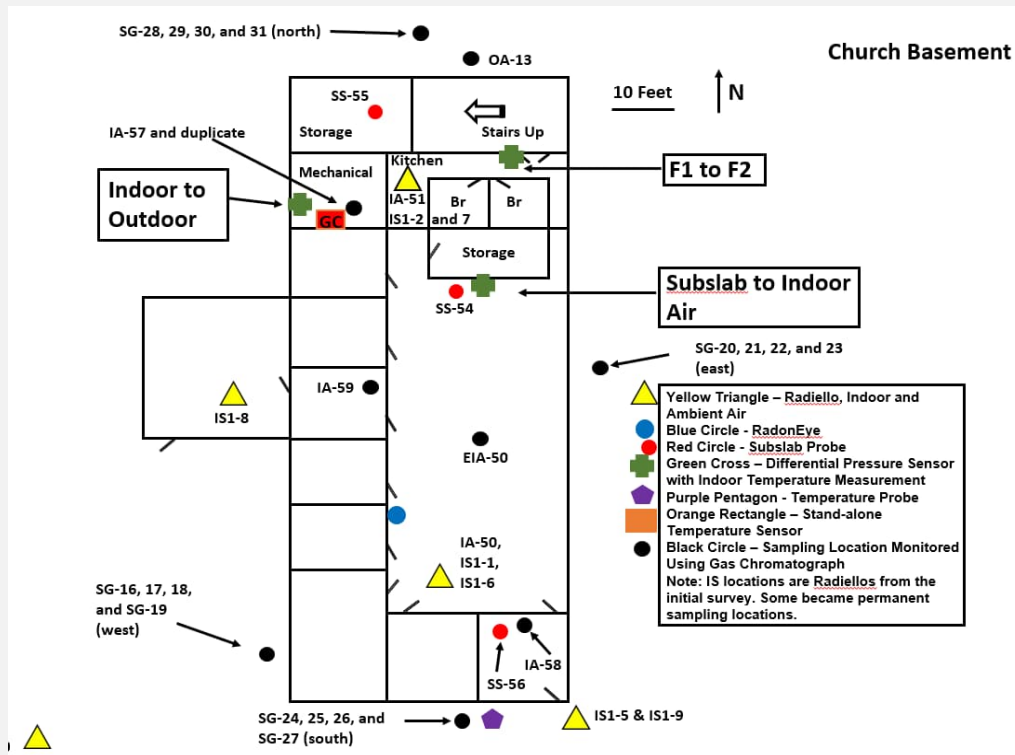 SG-28, 29, 30, and 31 (north)
OA-13
Church Basement
10 Feet
N
SS-55
Storage
Stairs Up
IA-57 and duplicate
Mechanical
Kitchen
F1 to F2
Indoor to
Outdoor
GC
IA-51
IS1-2 and 7
Br
Br
Storage
Subslab to Indoor
Air
SS-54
SG-20, 21, 22, and 23
(east)
IS1-8
IA-59
EIA-50
Yellow Triangle – Radiello, Indoor and
Ambient Air
Blue Circle - RadonEye
Red Circle - Subslab Probe
Green Cross – Differential Pressure Sensor
with Indoor Temperature Measurement
Purple Pentagon - Temperature Probe
Orange Rectangle – Stand-alone
Temperature Sensor
Black Circle – Sampling Location Monitored
Using Gas Chromatograph
Note: IS locations are Radiellos from the
initial survey. Some became permanent
sampling locations.
IA-50,
IS1-1,
IS1-6
SG-16, 17, 18,
and SG-19
(west)
IA-58
SS-56
SG-24, 25, 26, and
SG-27 (south)
IS1-5 & IS1-9